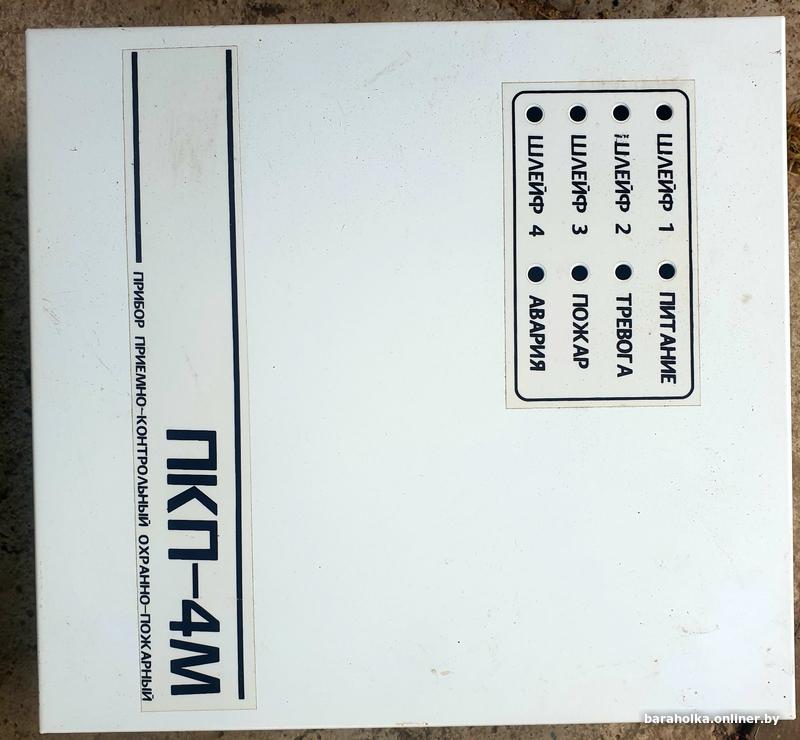 ШЛЕЙФ 1 ПИТАНИЕ
ШЛЕЙФ 2 ТРЕВОГА
ШЛЕЙФ 3 ПОЖАР
ШЛЕЙФ 4 АВАРИЯ
ПКП-4М
ПРИБОР ПРИЕМНО-КОНТРОЛЬНЫЙ ОХРАННО-ПОЖАРНЫЙ
baraholka.onliner.by